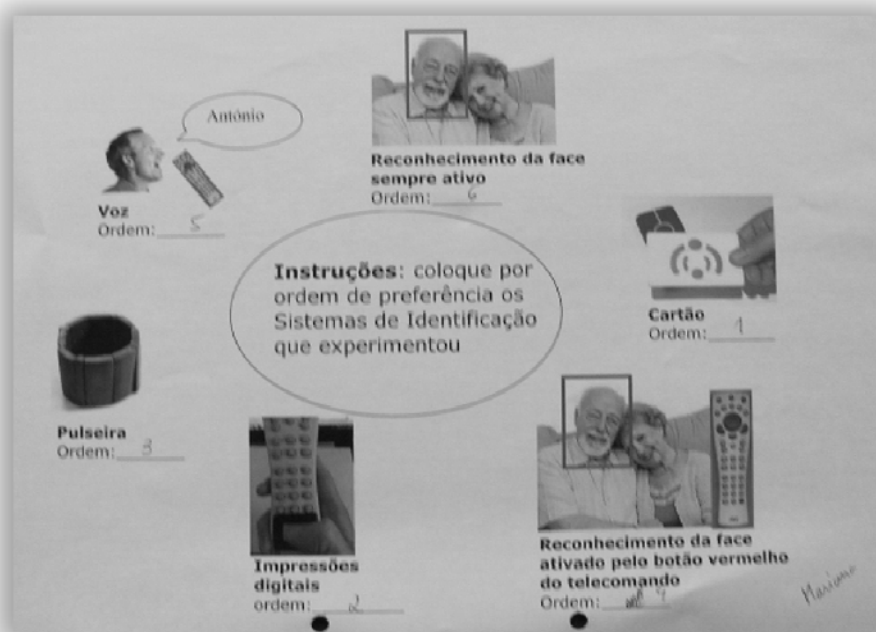 António
Reconhecimento da face
sempre ativo
Ordem: 6
Voz
Ordem: 5
Instruções: coloque por
ordem de preferência os
Sistemas de Identificação
que experimentou
Cartão
Ordem: 1
Pulseira
Ordem: 3
Impressões
digitais
ordem: 2
Reconhecimento da face
ativado pelo botão vermelho
do telecomando
Ordem: 4